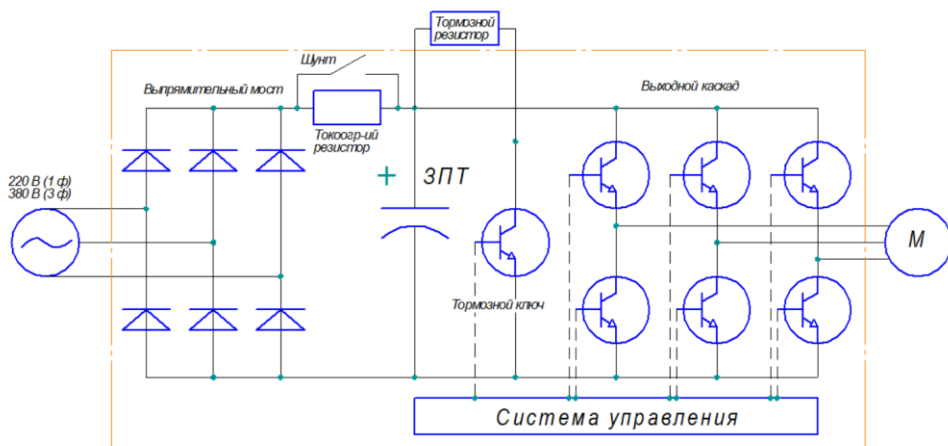 Тормозной
резистор
Шунт
Выпрямительный мост
Выходной каскад
Токоогр-ий
резистор
220 В (1 ф)
380 В (3 ф)
+ ЗПТ
М
Тормозной ключ
Система управления